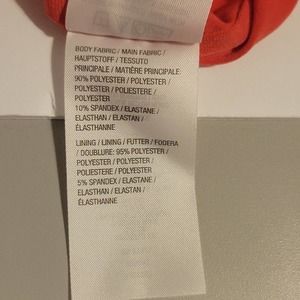 BODY FABRIC / MAIN FABRIC /
HAUPTSTOFF / TESSUTO
PRINCIPALE / MATIÈRE PRINCIPALE:
90% POLYESTER / POLYESTER /
POLYESTER / POLIESTERE /
POLYESTER
10% SPANDEX / ELASTANE /
ELASTHAN / ELASTAN /
ÉLASTHANNE
LINING / LINING / FUTTER / FODERA
/ DOUBLURE: 95% POLYESTER /
POLYESTER / POLYESTER /
POLIESTERE / POLYESTER
5% SPANDEX / ELASTANE /
ELASTHAN / ELASTAN /
ÉLASTHANNE